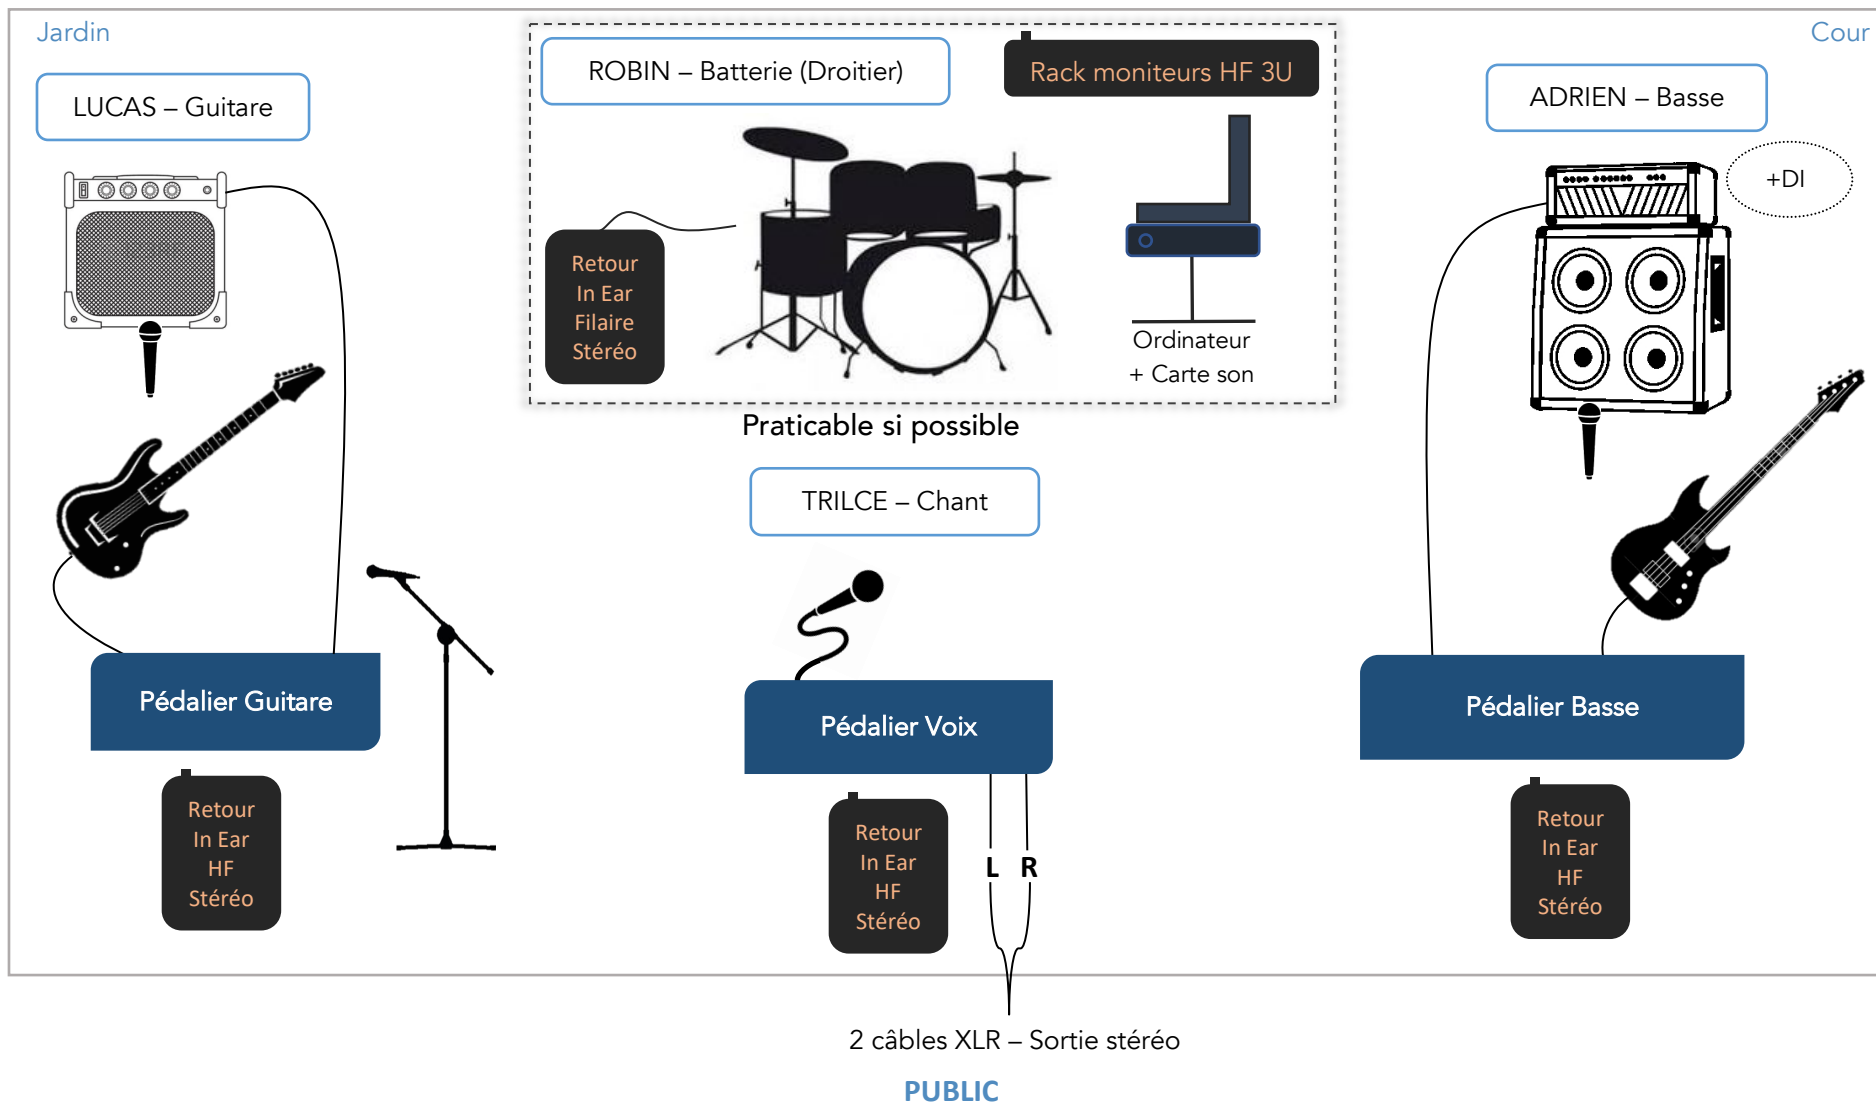 Jardin
Cour
ROBIN – Batterie (Droitier)
Rack moniteurs HF 3U
LUCAS – Guitare
ADRIEN – Basse
+DI
Retour
In Ear
Filaire
Stéréo
Ordinateur
+ Carte son
Praticable si possible
TRILCE – Chant
Pédalier Guitare
Pédalier Voix
Pédalier Basse
Retour
In Ear
HF
Stéréo
Retour
In Ear
HF
Stéréo
L R
Retour
In Ear
HF
Stéréo
2 câbles XLR – Sortie stéréo
PUBLIC